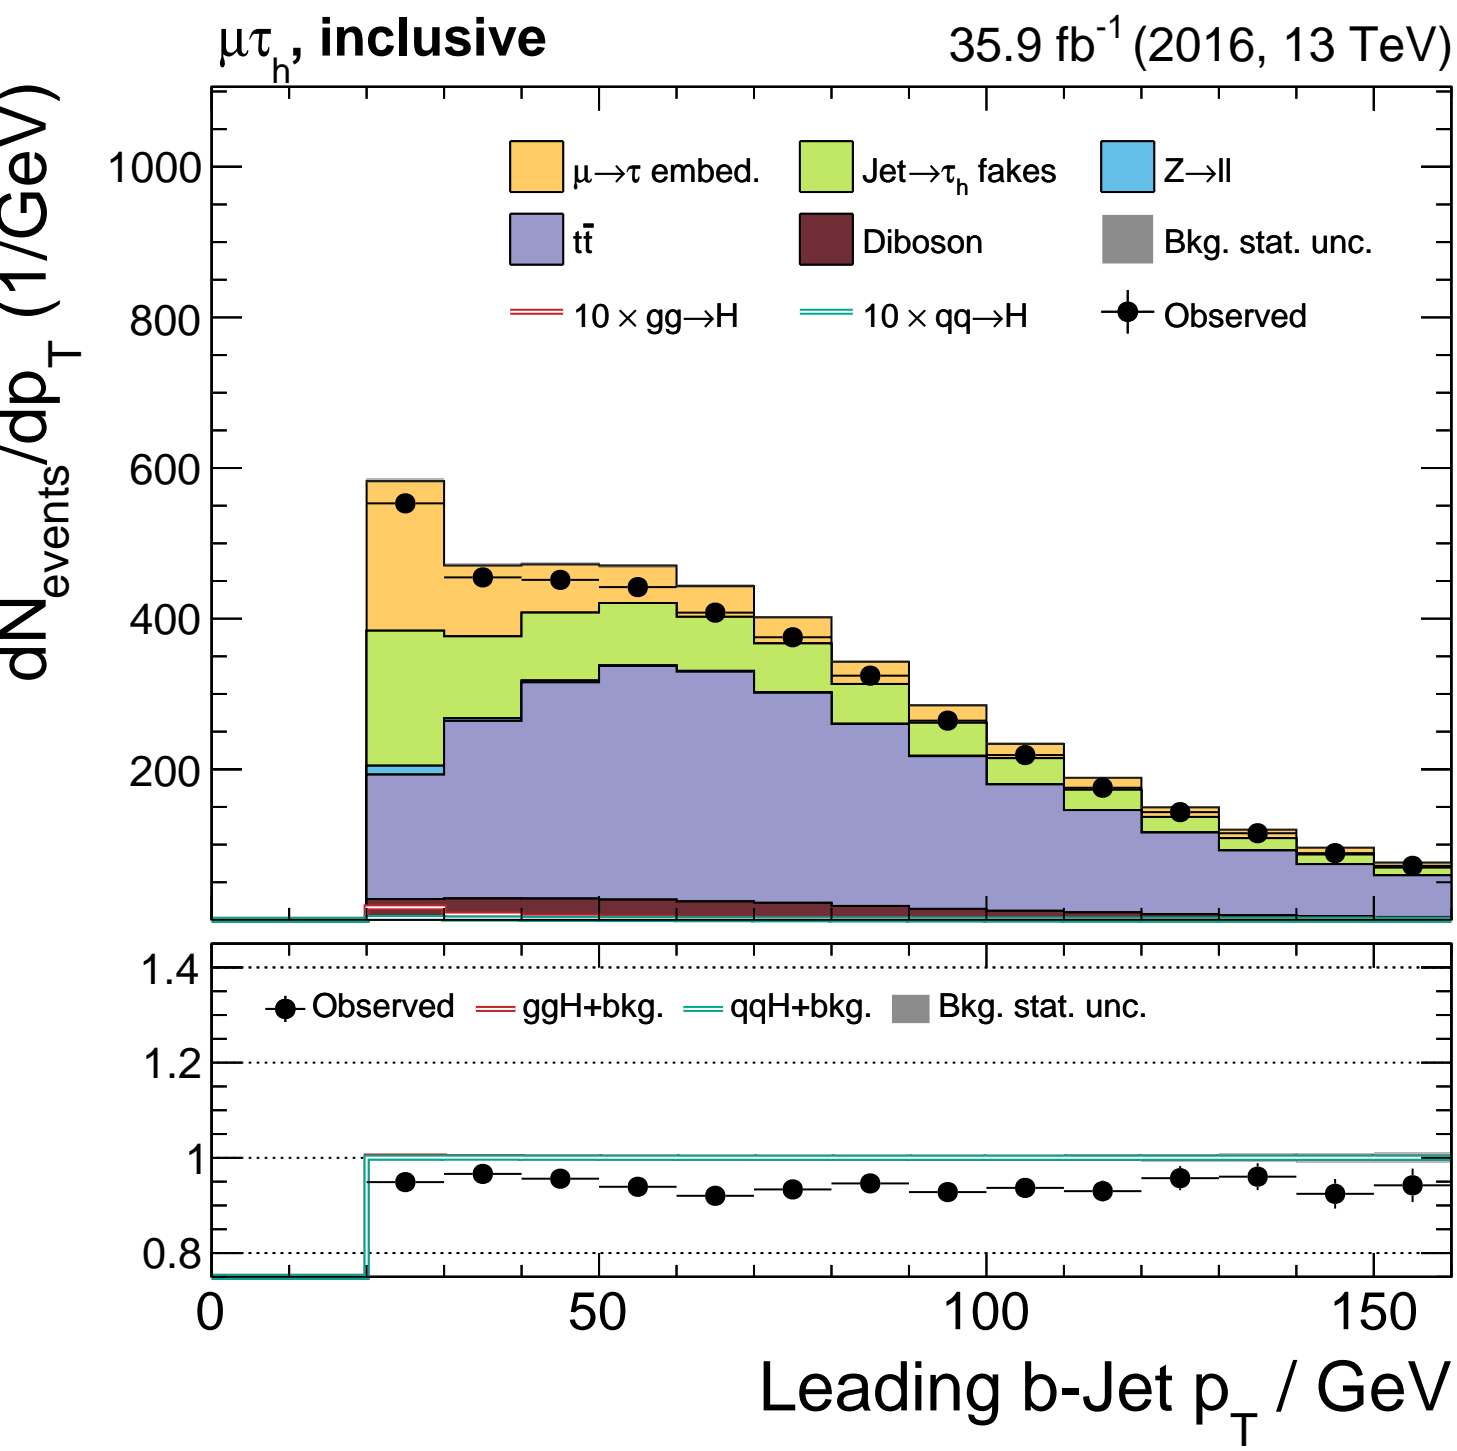 μτh, inclusive
35.9 fb-1 (2016, 13 TeV)
dNevents/dpT (1/GeV)
1000
800
600
400
200
μ→τ embed.
Jet→τh fakes
Z→ll
tt̄
Diboson
Bkg. stat. unc.
10 × gg→H
10 × qq→H
Observed
1.4
1.2
1
0.8
Observed
ggH+bkg.
qqH+bkg.
Bkg. stat. unc.
0
50
100
150
Leading b-Jet pT / GeV